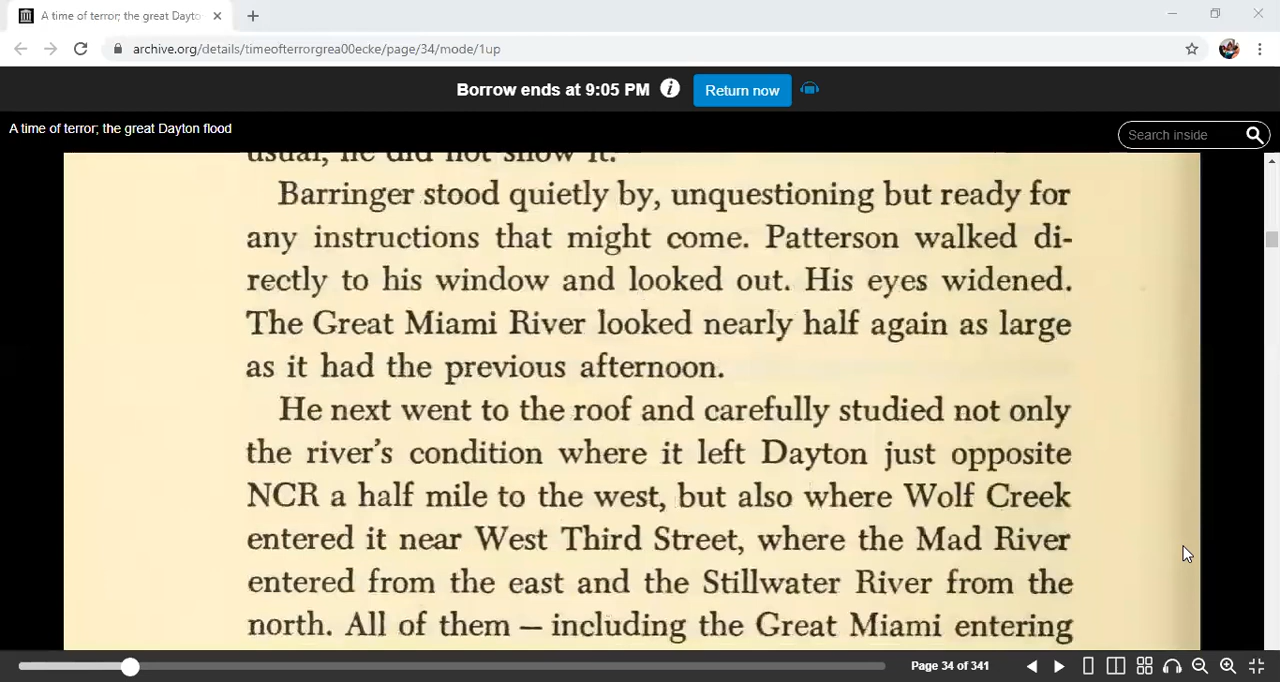 A time of terror; the great Dayto
archive.org/details/timeofterrorgrea00ecke/page/34/mode/1up
Borrow ends at 9:05 PM i Return now
A time of terror; the great Dayton flood
Search inside
usual, he did not show it.
Barringer stood quietly by, unquestioning but ready for
any instructions that might come. Patterson walked di-
rectly to his window and looked out. His eyes widened.
The Great Miami River looked nearly half again as large
as it had the previous afternoon.
He next went to the roof and carefully studied not only
the river's condition where it left Dayton just opposite
NCR a half mile to the west, but also where Wolf Creek
entered it near West Third Street, where the Mad River
entered from the east and the Stillwater River from the
north. All of them — including the Great Miami entering
Page 34 of 341